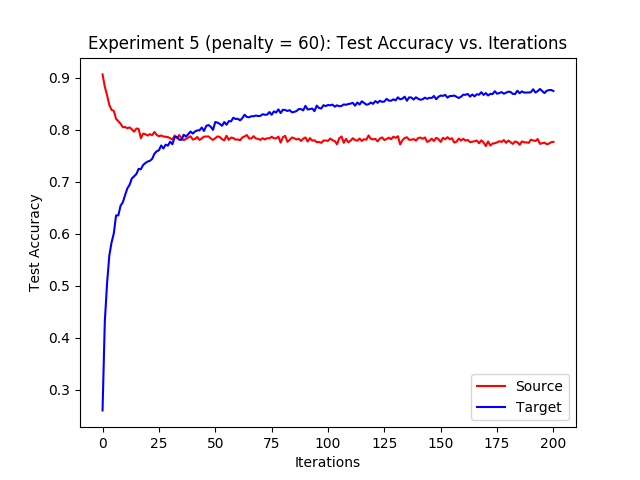 Experiment 5 (penalty = 60): Test Accuracy vs. Iterations
0.9
0.8
0.7
0.6
0.5
0.4
0.3
Test Accuracy
0 25 50 75 100 125 150 175 200
Iterations
Source
Target